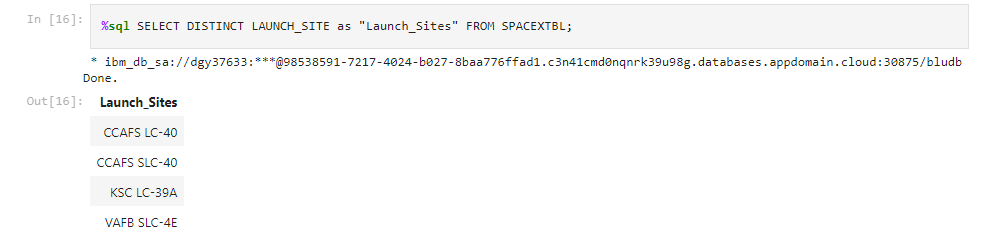 In [16]: %sql SELECT DISTINCT LAUNCH_SITE as "Launch_Sites" FROM SPACEXTBL;
* ibm_db_sa://dgy37633:***@98538591-7217-4024-b027-8baa776ffad1.c3n41cmd0nqnrk39u98g.databases.appdomain.cloud:30875/bludb
Done.
Out[16]: Launch_Sites
CCAFS LC-40
CCAFS SLC-40
KSC LC-39A
VAFB SLC-4E